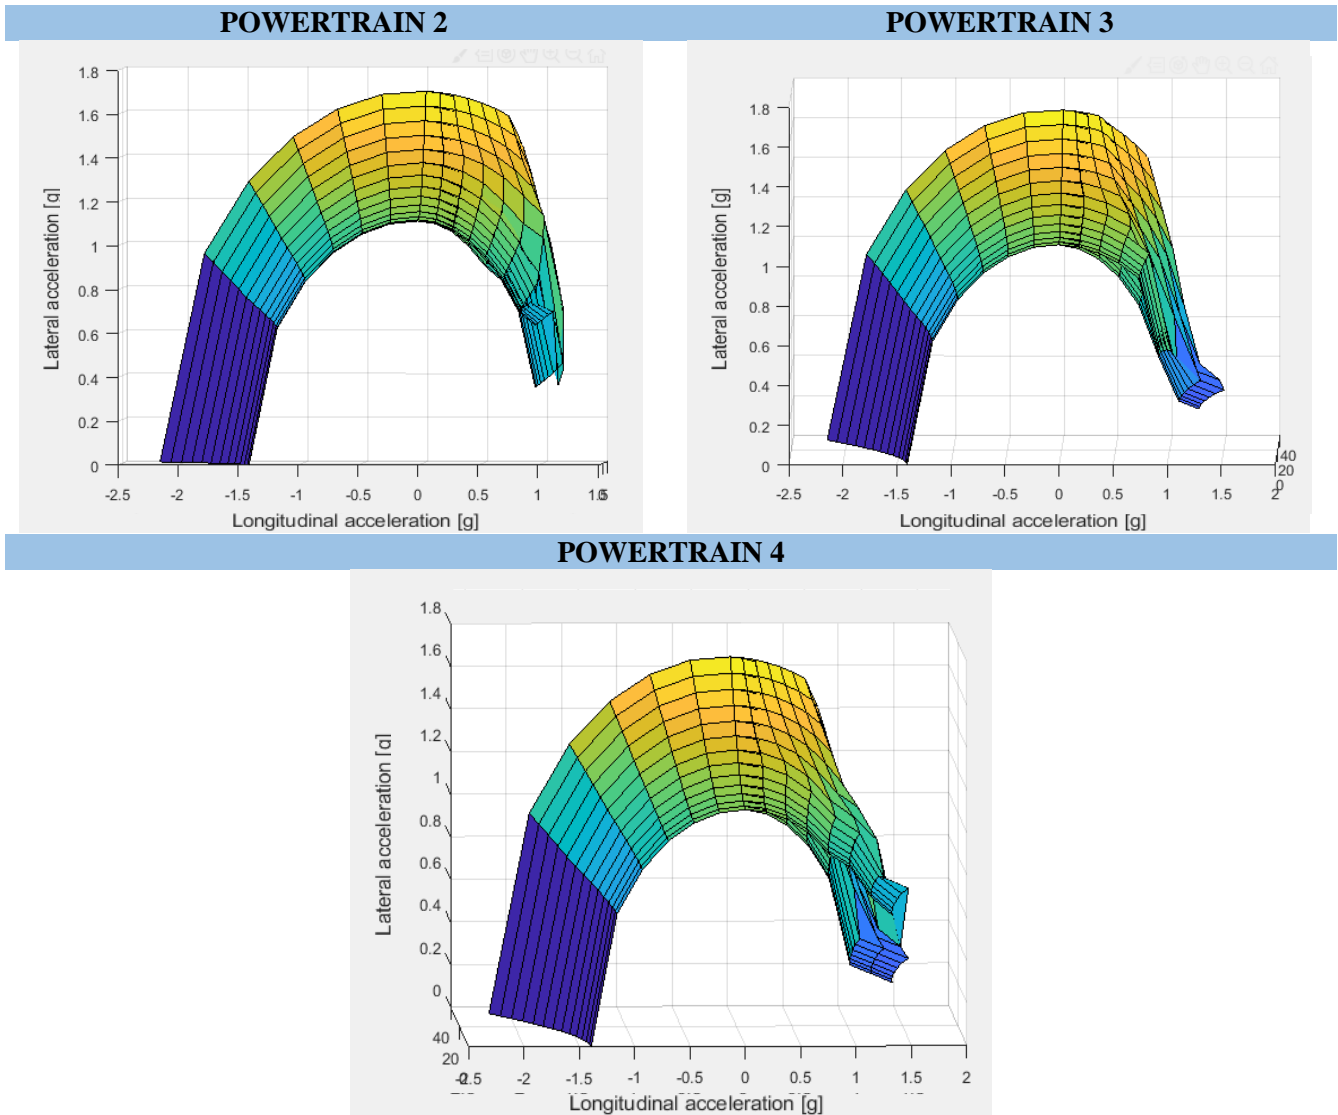 POWERTRAIN 2
POWERTRAIN 3
1.8
1.6
1.4
1.2
1
0.8
0.6
0.4
0.2
0
Lateral acceleration [g]
-2.5 -2 -1.5 -1 -0.5 0 0.5 1
Longitudinal acceleration [g]
1.8
1.6
1.4
1.2
1
0.8
0.6
0.4
0.2
0
Lateral acceleration [g]
40
20
0
-2.5 -2 -1.5 -1 -0.5 0 0.5 1 1.5 2
Longitudinal acceleration [g]
POWERTRAIN 4
1.8
1.6
1.4
1.2
1
0.8
0.6
0.4
0.2
0
Lateral acceleration [g]
40
20
-2 -1.5 -1 -0.5 0 0.5 1 1.5 2
Longitudinal acceleration [g]